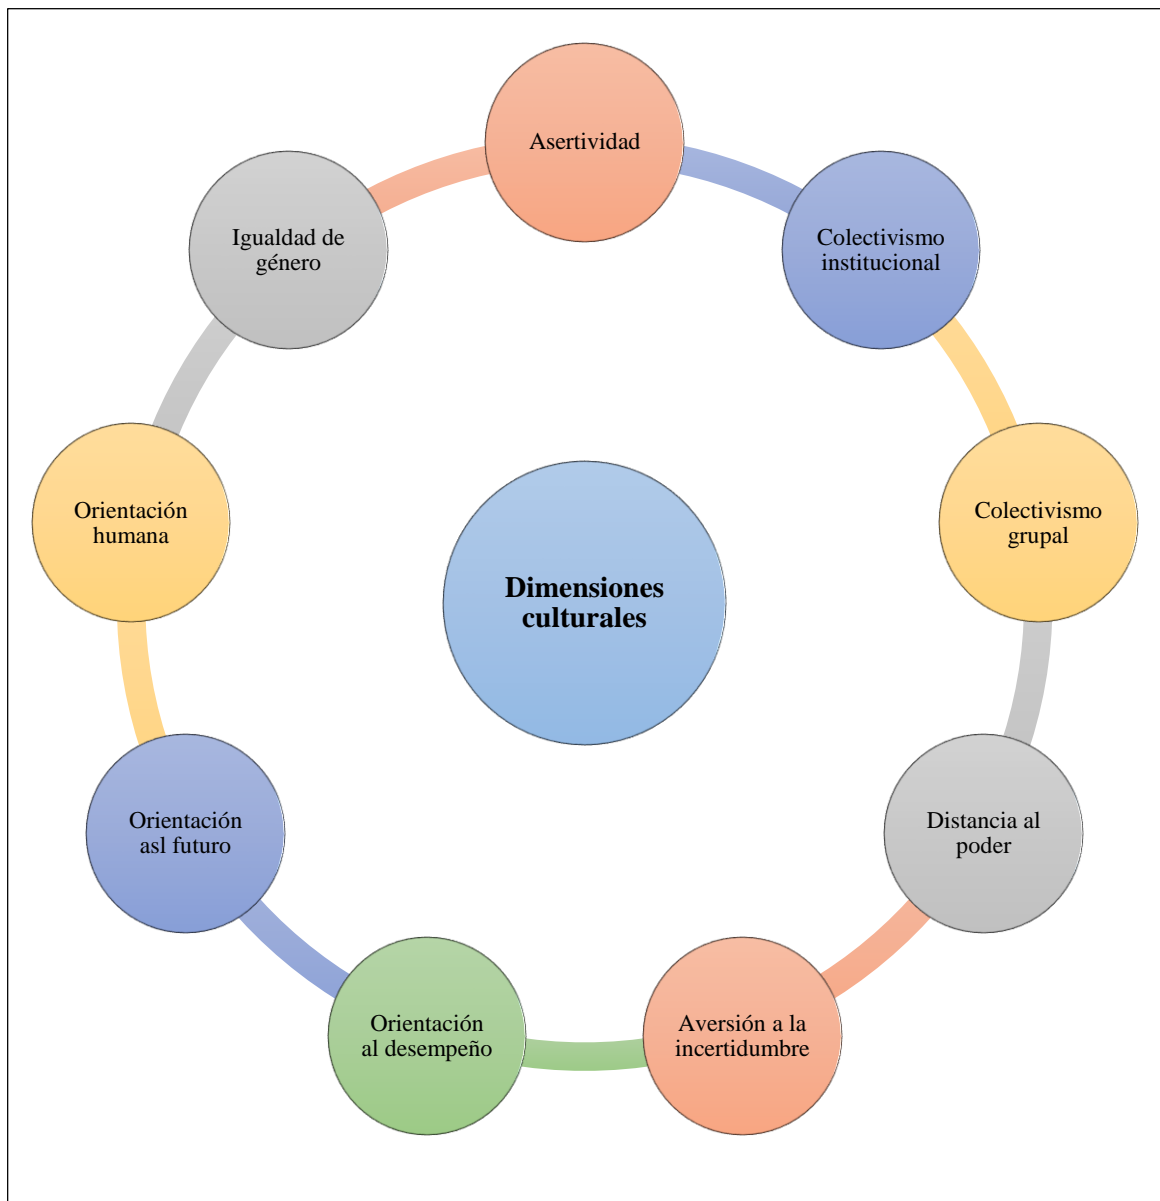 Asertividad
Colectivismo
institucional
Colectivismo
grupal
Distancia al
poder
Aversión a la
incertidumbre
Orientación
al desempeño
Orientación
asl futuro
Orientación
humana
Igualdad de
género
Dimensiones
culturales